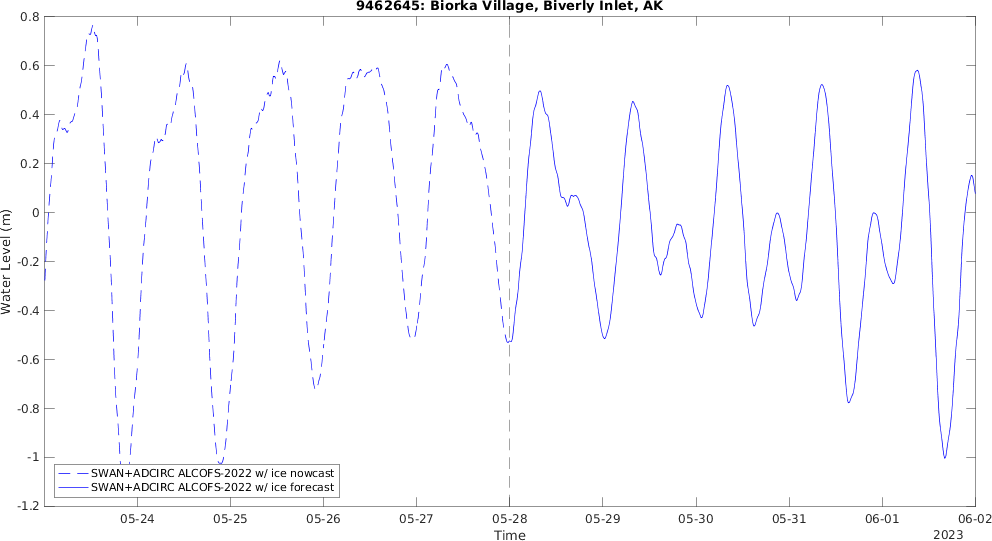 9462645: Biorka Village, Biverly Inlet, AK
Water Level (m)
0.8
0.6
0.4
0.2
0
-0.2
-0.4
-0.6
-0.8
-1
-1.2
SWAN+ADCIRC ALCOFS-2022 w/ ice nowcast
SWAN+ADCIRC ALCOFS-2022 w/ ice forecast
05-24 05-25 05-26 05-27 05-28 05-29 05-30 05-31 06-01 06-02
Time
2023